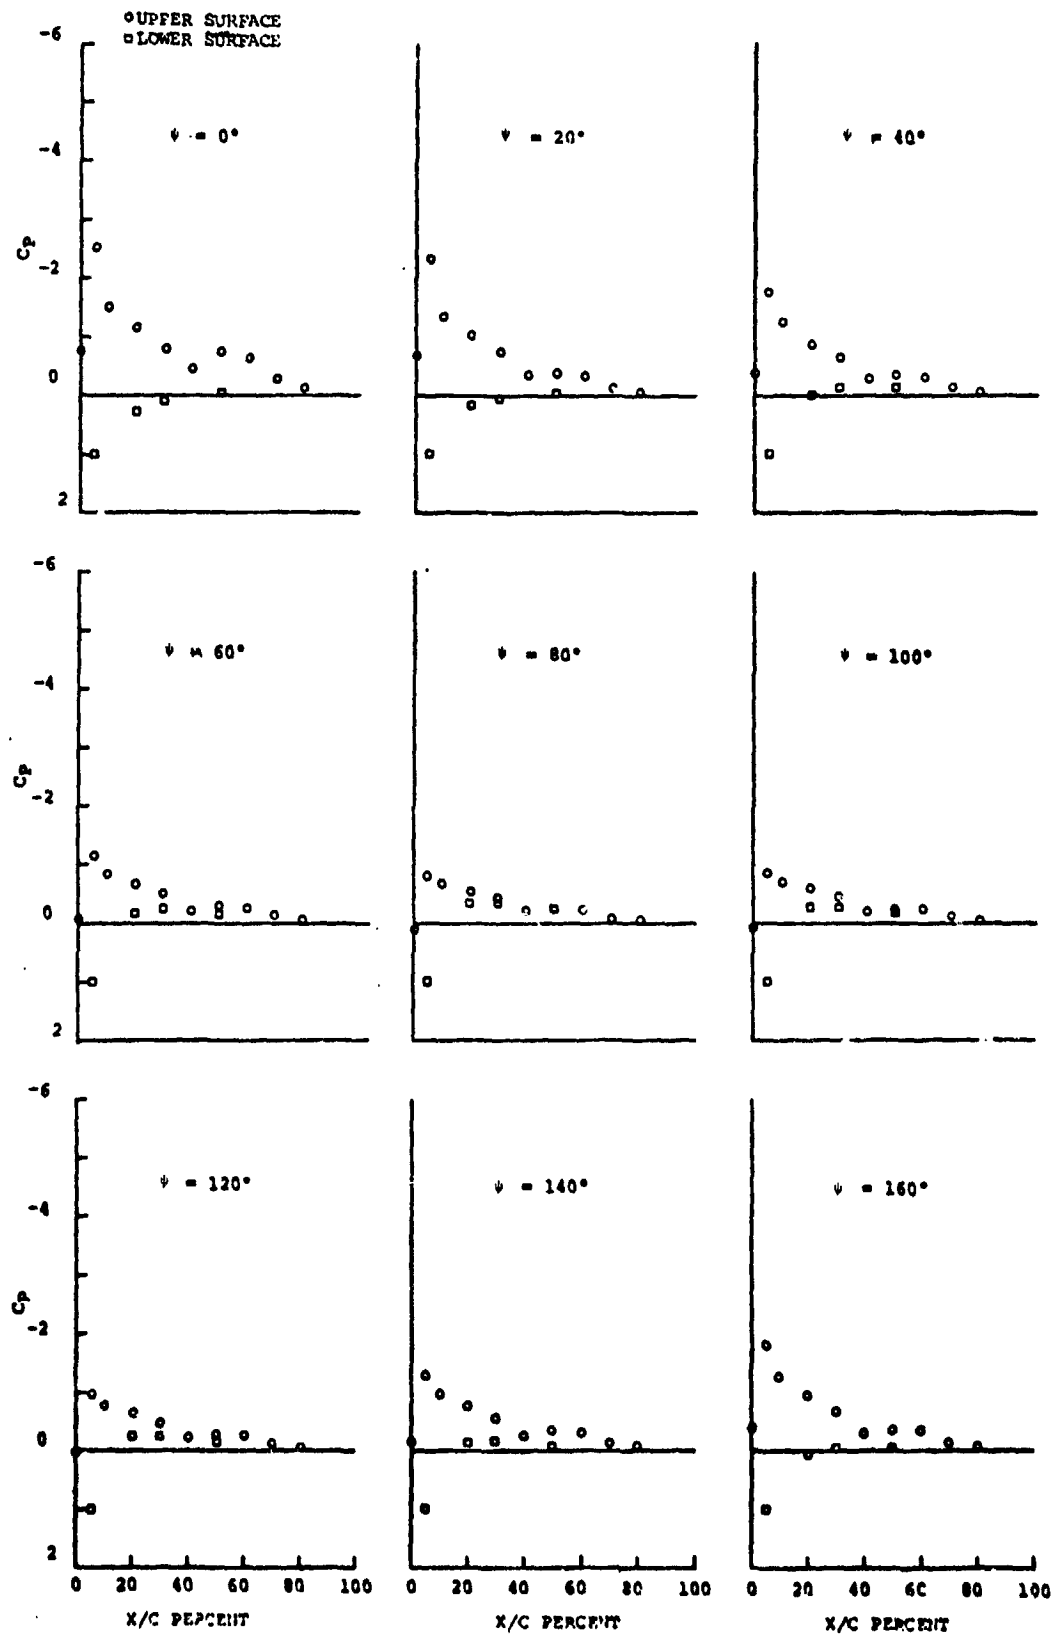 UPPER SURFACE
LOWER SURFACE
-6
-4
-2
0
2
Cp
ψ = 0°
ψ = 20°
ψ = 40°
-6
-4
-2
0
2
Cp
ψ = 60°
ψ = 80°
ψ = 100°
-6
-4
-2
0
2
Cp
ψ = 120°
ψ = 140°
ψ = 160°
0 20 40 60 80 100
0 20 40 60 80 100
0 20 40 60 80 100
X/C PERCENT
X/C PERCENT
X/C PERCENT